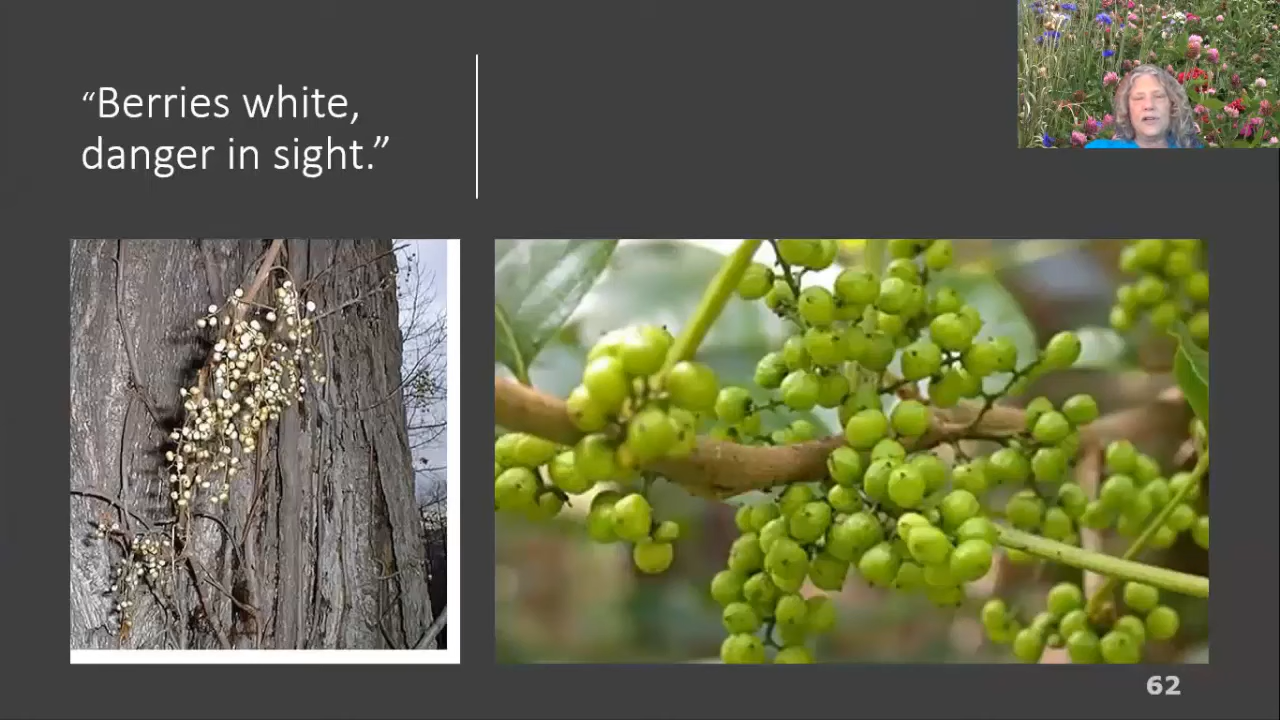 “Berries white,
danger in sight.”
62